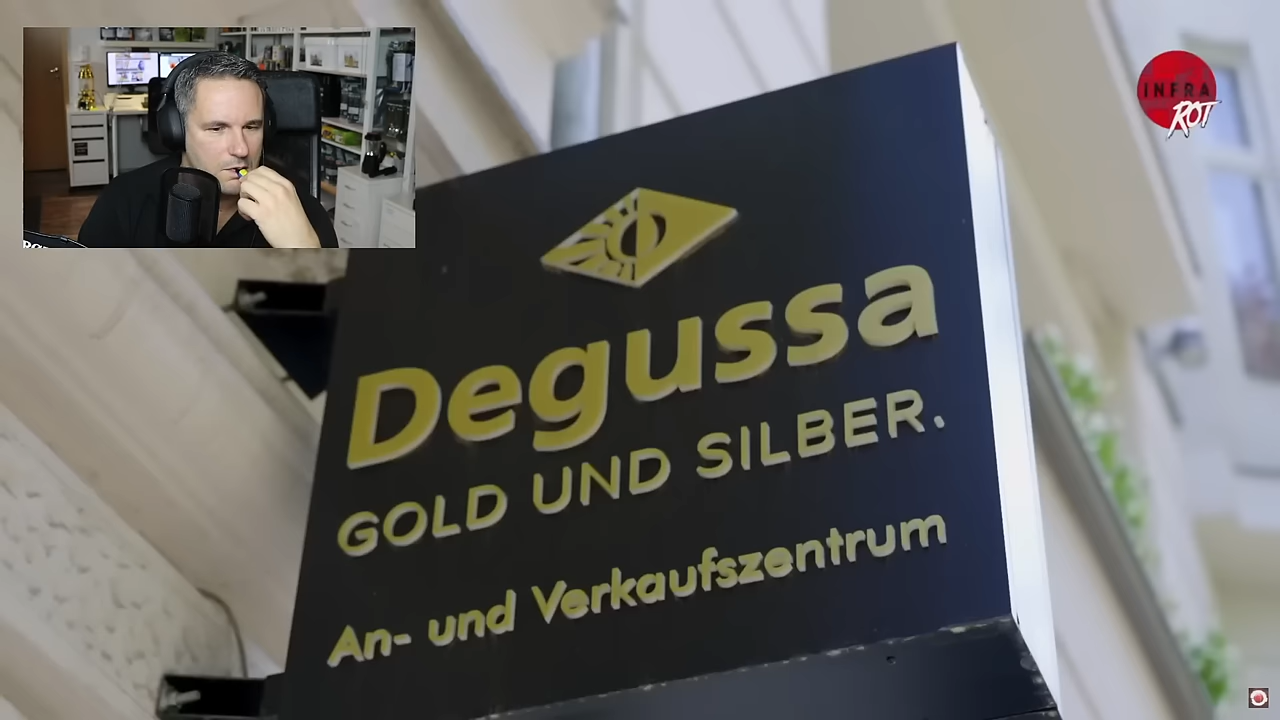 INFRA
ROT
Degussa
GOLD UND SILBER.
An- und Verkaufszentrum